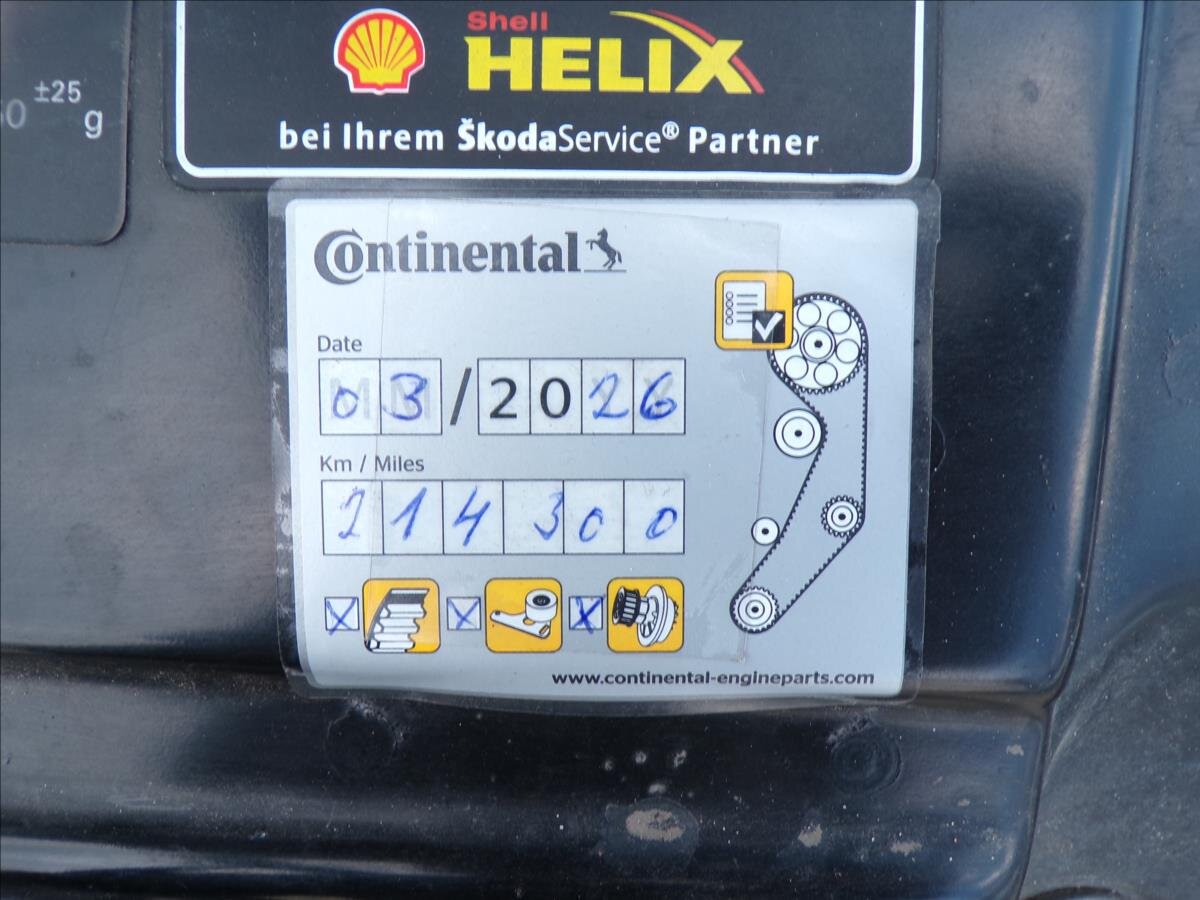 Shell
HELIX
bei Ihrem ŠkodaService® Partner
±25
g
Continental
Date
03/2026
Km / Miles
214300
www.continental-engineparts.com